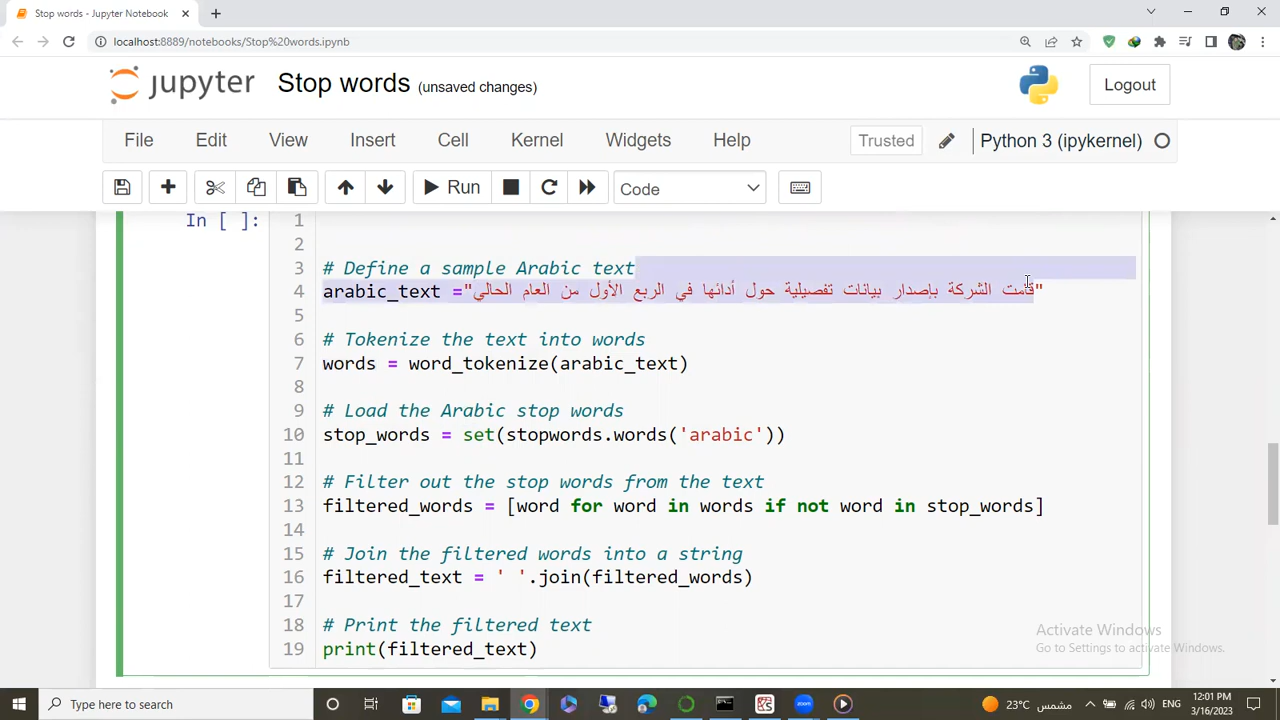 Stop words - Jupyter Notebook
localhost:8889/notebooks/Stop%20words.ipynb
jupyter Stop words (unsaved changes) Logout
File Edit View Insert Cell Kernel Widgets Help Trusted Python 3 (ipykernel)
Run Code
In [ ]: 1
2
3 # Define a sample Arabic text
4 arabic_text ="قامت الشركة بإصدار بيانات تفصيلية حول أدائها في الربع الأول من العام الحالي"
5
6 # Tokenize the text into words
7 words = word_tokenize(arabic_text)
8
9 # Load the Arabic stop words
10 stop_words = set(stopwords.words('arabic'))
11
12 # Filter out the stop words from the text
13 filtered_words = [word for word in words if not word in stop_words]
14
15 # Join the filtered words into a string
16 filtered_text = ' '.join(filtered_words)
17
18 # Print the filtered text
19 print(filtered_text)
Activate Windows
Go to Settings to activate Windows.
Type here to search
23°C مشمس ENG
12:01 PM
3/16/2023